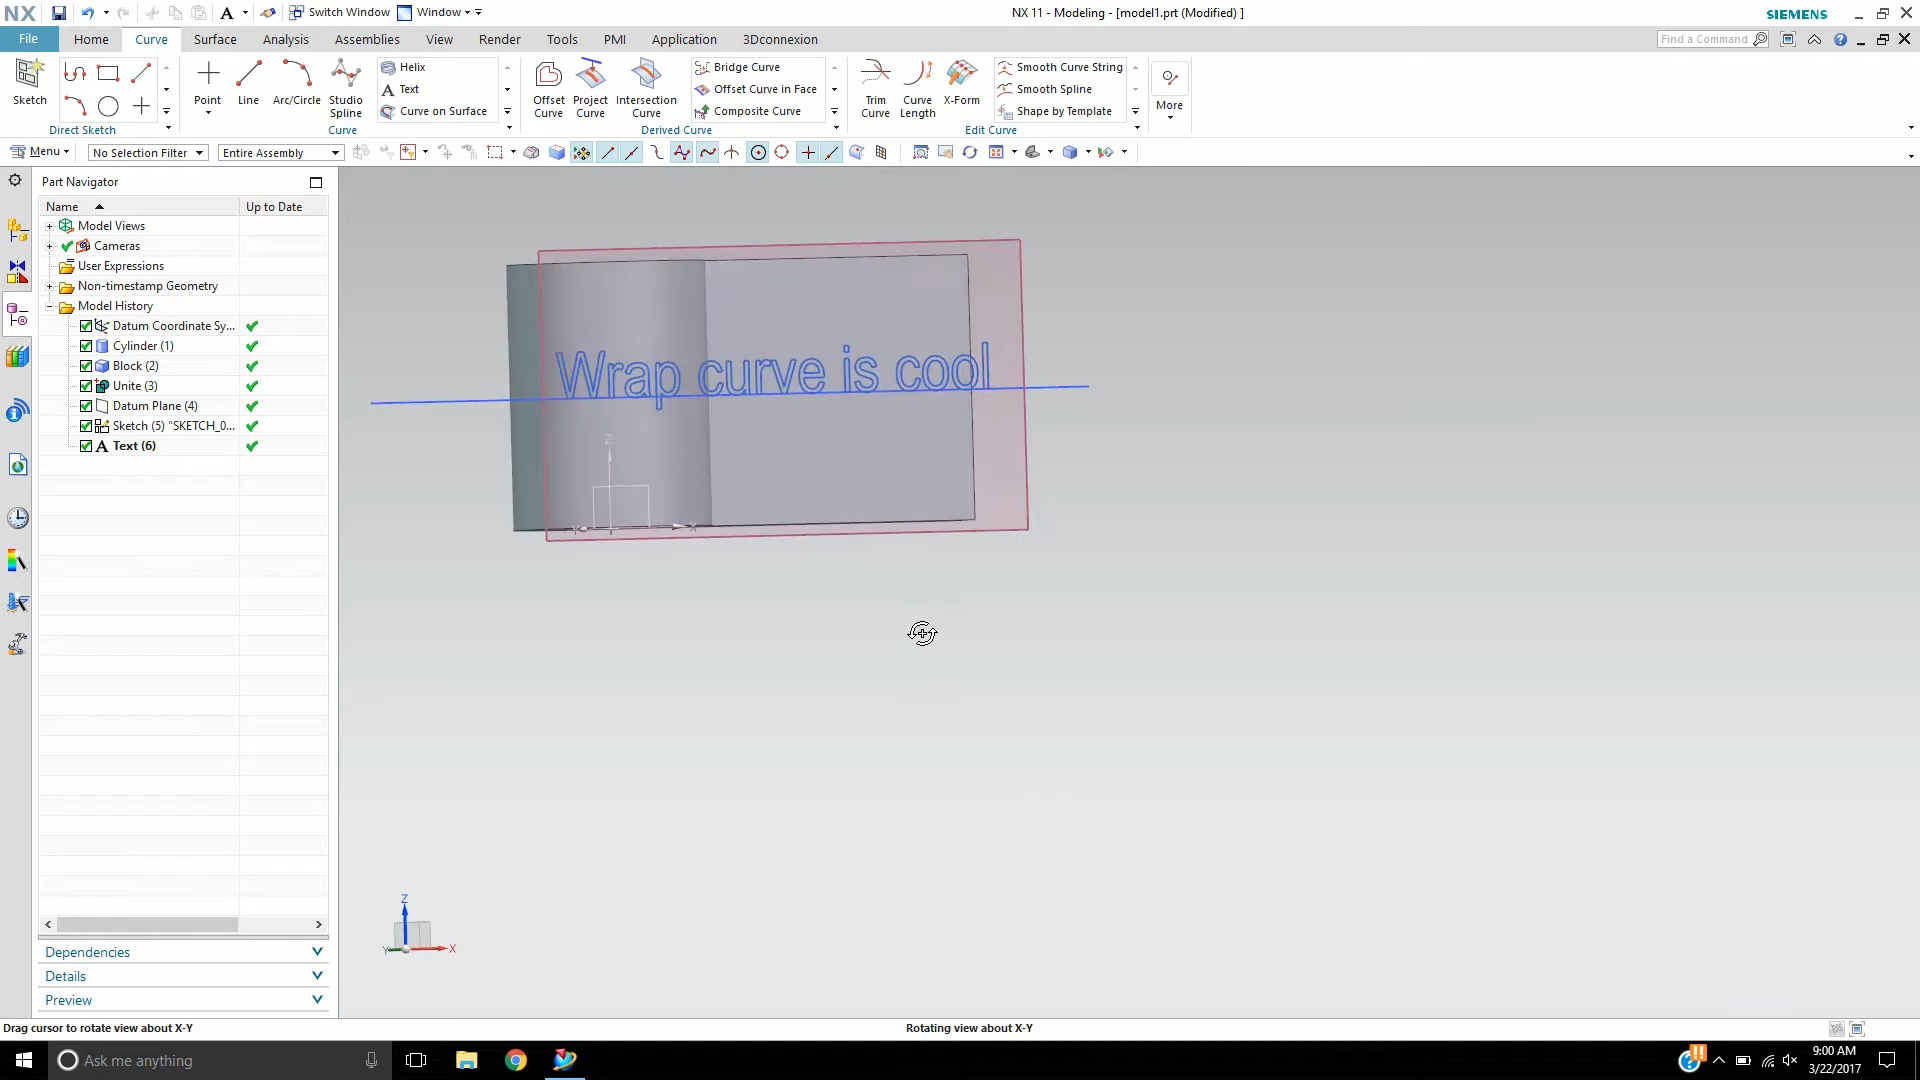 NX Switch Window Window NX 11 - Modeling - [model1.prt (Modified) ] SIEMENS
File Home Curve Surface Analysis Assemblies View Render Tools PMI Application 3Dconnexion Find a Command
Sketch Point Line Arc/Circle Studio Spline Helix Text Curve on Surface Offset Curve Project Curve Intersection Curve Bridge Curve Offset Curve in Face Composite Curve Trim Curve Curve Length X-Form Smooth Curve String Smooth Spline Shape by Template More
Direct Sketch Curve Derived Curve Edit Curve
Menu No Selection Filter Entire Assembly
Part Navigator
Name Up to Date
Model Views
Cameras
User Expressions
Non-timestamp Geometry
Model History
Datum Coordinate Sy...
Cylinder (1)
Block (2)
Unite (3)
Datum Plane (4)
Sketch (5) "SKETCH_0...
Text (6)
Wrap curve is cool
Z
Y X
Z
Y X
Dependencies
Details
Preview
Drag cursor to rotate view about X-Y Rotating view about X-Y
Ask me anything
9:00 AM
3/22/2017